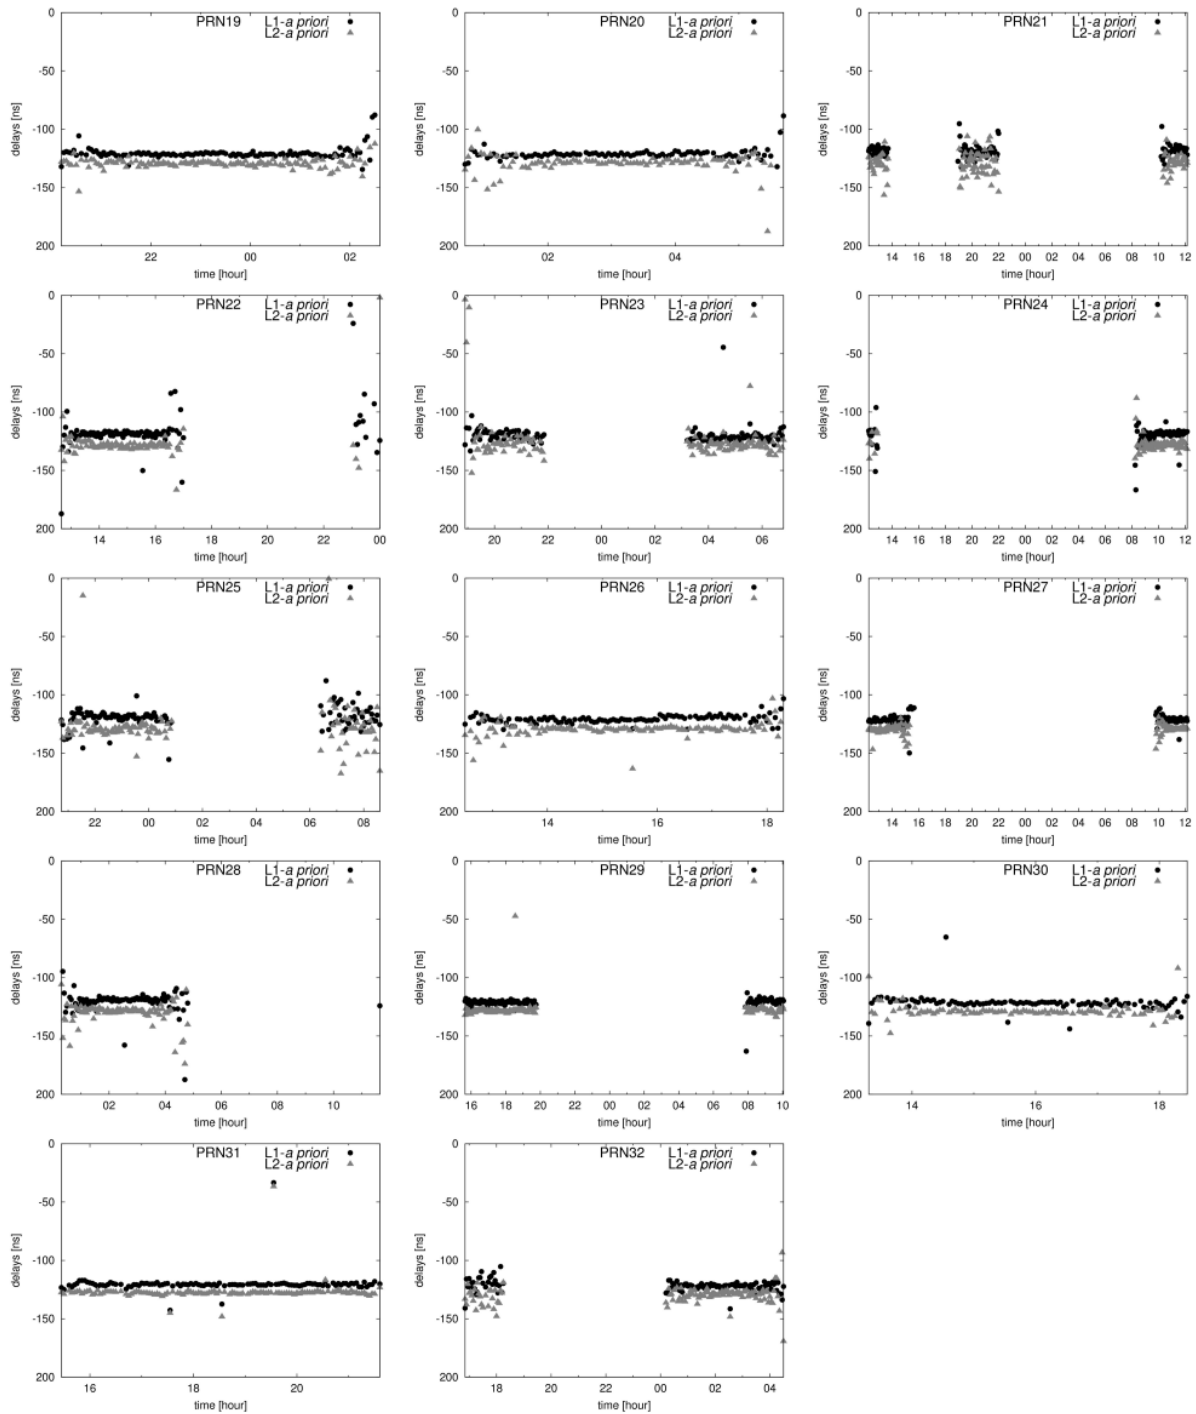 PRN19 L1-a priori
L2-a priori
0
-50
-100
-150
200
delays [ns]
22 00 02
time [hour]
PRN20 L1-a priori
L2-a priori
0
-50
-100
-150
200
delays [ns]
02 04
time [hour]
PRN21 L1-a priori
L2-a priori
0
-50
-100
-150
200
delays [ns]
14 16 18 20 22 00 02 04 06 08 10 12
time [hour]
PRN22 L1-a priori
L2-a priori
0
-50
-100
-150
200
delays [ns]
14 16 18 20 22 00
time [hour]
PRN23 L1-a priori
L2-a priori
0
-50
-100
-150
200
delays [ns]
20 22 00 02 04 06
time [hour]
PRN24 L1-a priori
L2-a priori
0
-50
-100
-150
200
delays [ns]
14 16 18 20 22 00 02 04 06 08 10 12
time [hour]
PRN25 L1-a priori
L2-a priori
0
-50
-100
-150
200
delays [ns]
22 00 02 04 06 08
time [hour]
PRN26 L1-a priori
L2-a priori
0
-50
-100
-150
200
delays [ns]
14 16 18
time [hour]
PRN27 L1-a priori
L2-a priori
0
-50
-100
-150
200
delays [ns]
14 16 18 20 22 00 02 04 06 08 10 12
time [hour]
PRN28 L1-a priori
L2-a priori
0
-50
-100
-150
200
delays [ns]
02 04 06 08 10
time [hour]
PRN29 L1-a priori
L2-a priori
0
-50
-100
-150
200
delays [ns]
16 18 20 22 00 02 04 06 08 10
time [hour]
PRN30 L1-a priori
L2-a priori
0
-50
-100
-150
200
delays [ns]
14 16 18
time [hour]
PRN31 L1-a priori
L2-a priori
0
-50
-100
-150
200
delays [ns]
16 18 20
time [hour]
PRN32 L1-a priori
L2-a priori
0
-50
-100
-150
200
delays [ns]
18 20 22 00 02 04
time [hour]